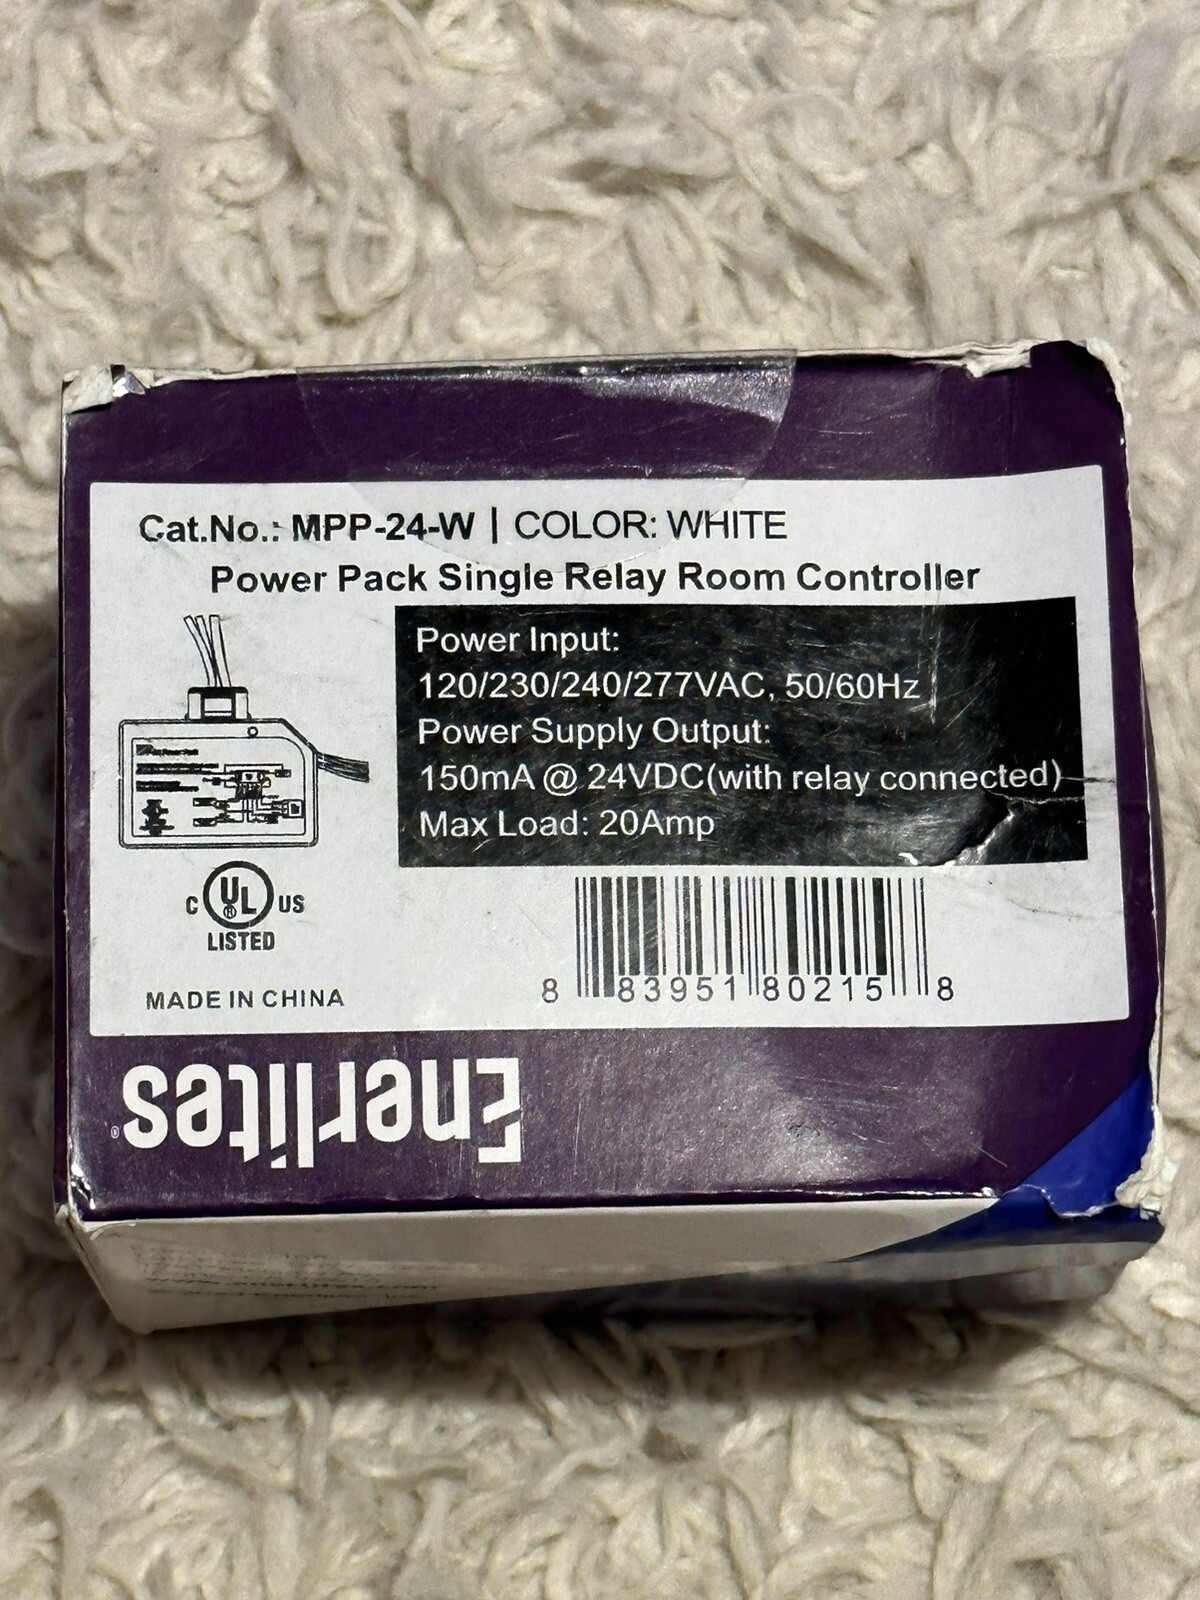 Cat.No.: MPP-24-W | COLOR: WHITE
Power Pack Single Relay Room Controller
Power Input:
120/230/240/277VAC, 50/60Hz
Power Supply Output:
150mA @ 24VDC(with relay connected)
Max Load: 20Amp
C UL® US
LISTED
MADE IN CHINA
8 83951 80215 8
Enerlites®